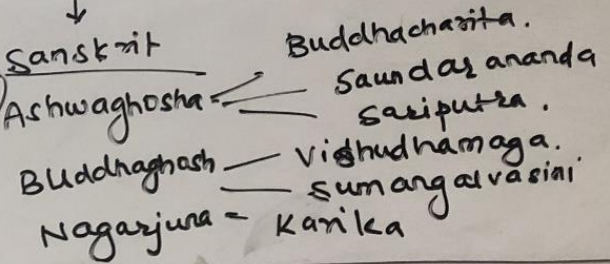 Sanskrit
Buddhacharita.
Ashwaghosha
Saundarananda
Sariputra.
Buddhaghosh
Vishudhamaga.
Sumangalvasini
Nagarjuna = Karika